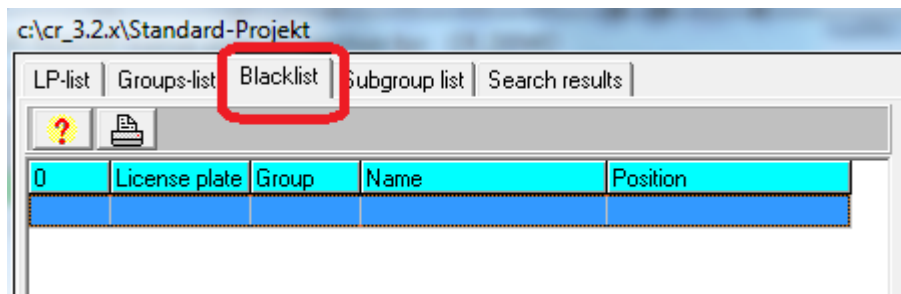 c:\cr_3.2.x\Standard-Projekt
LP-list Groups-list Blacklist Subgroup list Search results
?
0 License plate Group Name Position